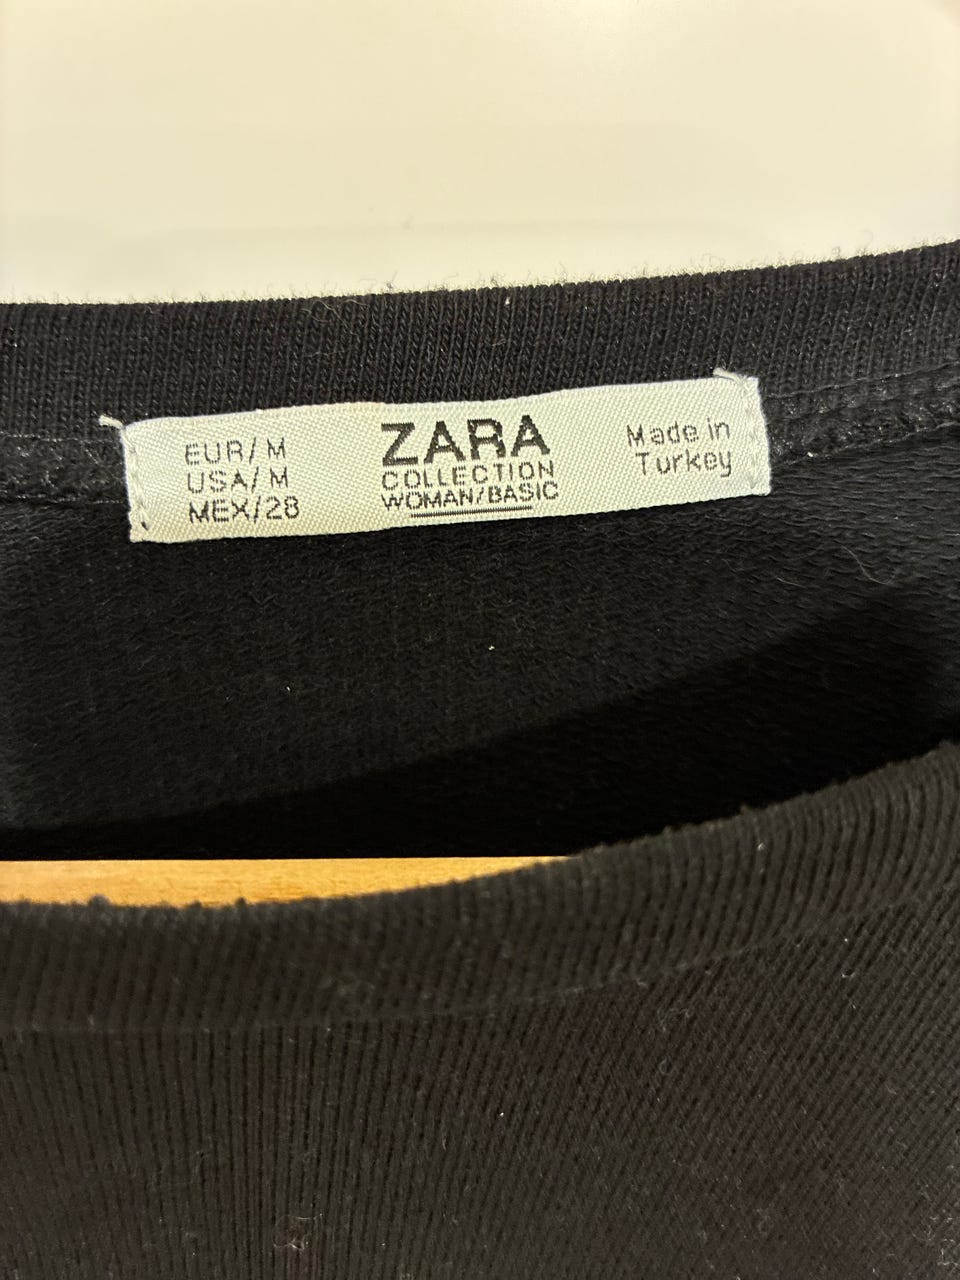 EUR/ M
USA/ M
MEX/28
ZARA
COLLECTION
WOMAN/BASIC
Made in
Turkey